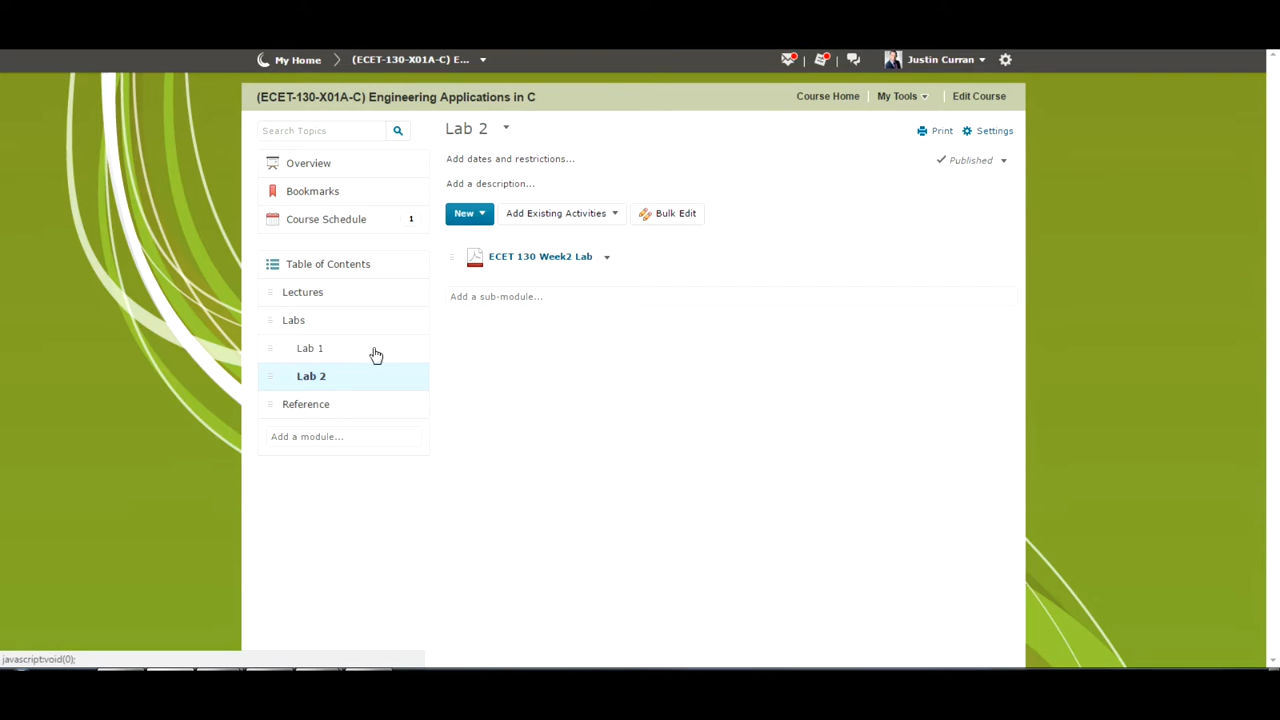 My Home
(ECET-130-X01A-C) E...
Justin Curran
(ECET-130-X01A-C) Engineering Applications in C
Course Home
My Tools
Edit Course
Search Topics
Lab 2
Print
Settings
Overview
Add dates and restrictions...
Published
Bookmarks
Add a description...
Course Schedule
1
New
Add Existing Activities
Bulk Edit
Table of Contents
ECET 130 Week2 Lab
Lectures
Add a sub-module...
Labs
Lab 1
Lab 2
Reference
Add a module...
javascript:void(0);